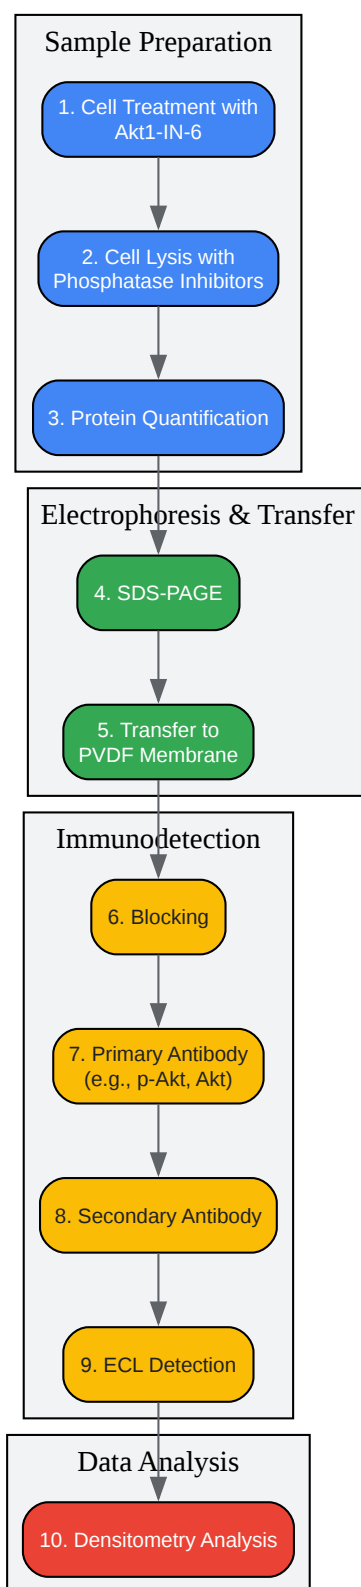 Sample Preparation
1. Cell Treatment with
Akt1-IN-6
2. Cell Lysis with
Phosphatase Inhibitors
3. Protein Quantification
Electrophoresis & Transfer
4. SDS-PAGE
5. Transfer to
PVDF Membrane
Immunodetection
6. Blocking
7. Primary Antibody
(e.g., p-Akt, Akt)
8. Secondary Antibody
9. ECL Detection
Data Analysis
10. Densitometry Analysis